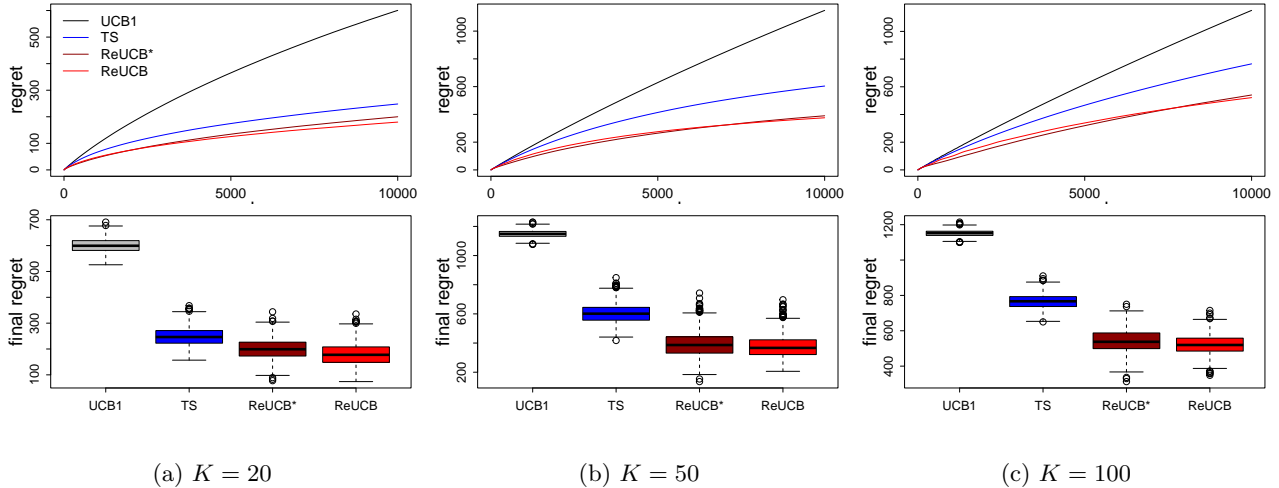 UCB1
TS
ReUCB*
ReUCB
regret
0 100 300 600
0 5000 10000
regret
0 200 600 1000
0 5000 10000
regret
0 200 600 1000
0 5000 10000
final regret
100 300 500 700
UCB1 TS ReUCB* ReUCB
final regret
200 600 1000
UCB1 TS ReUCB* ReUCB
final regret
400 600 800 1200
UCB1 TS ReUCB* ReUCB
(a) K = 20
(b) K = 50
(c) K = 100